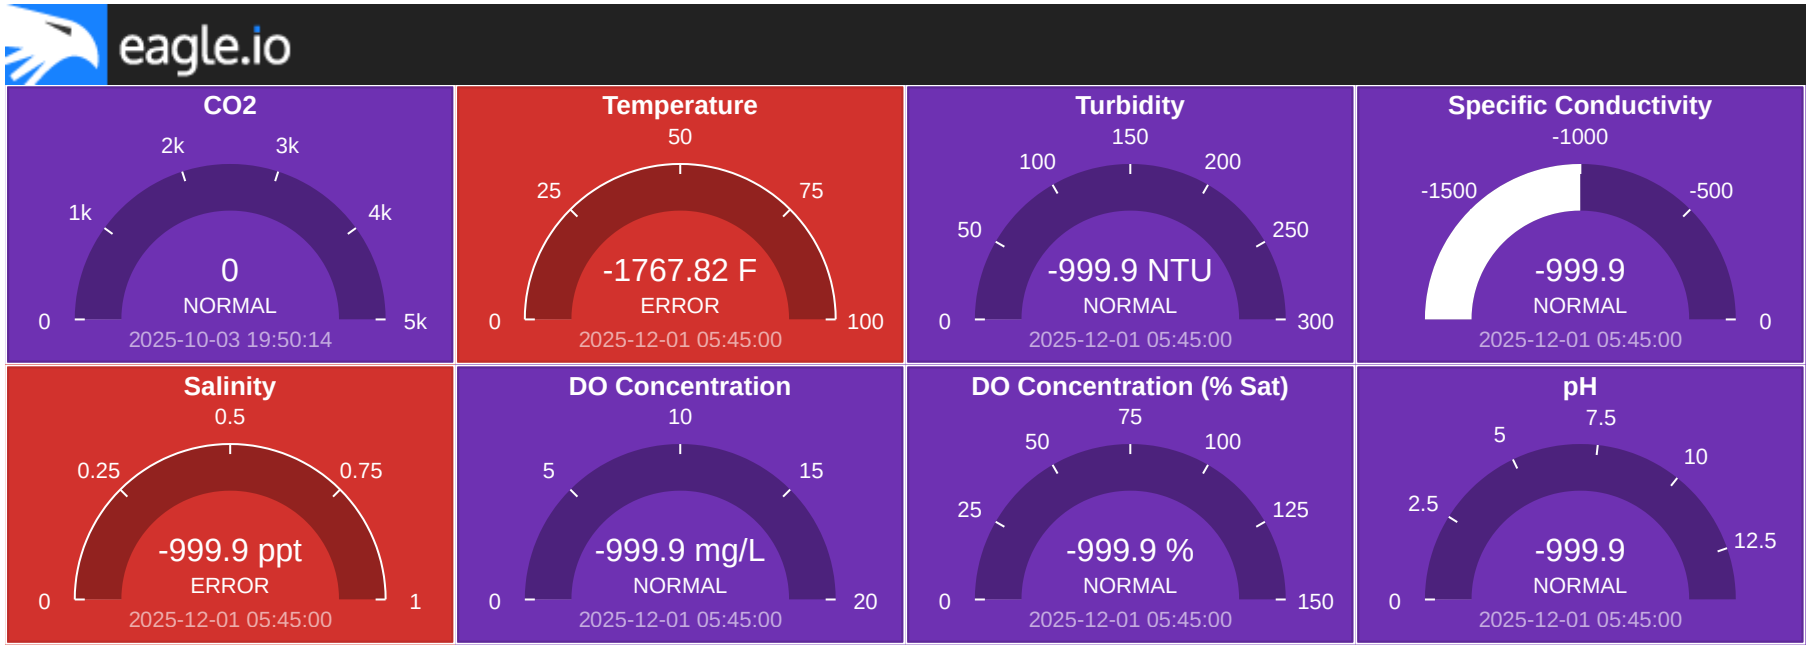 eagle.io
CO2
2k
3k
1k
4k
0
NORMAL
0
5k
2025-10-03 19:50:14
Temperature
50
25
75
-1767.82 F
ERROR
0
100
2025-12-01 05:45:00
Turbidity
150
100
200
50
250
-999.9 NTU
NORMAL
0
300
2025-12-01 05:45:00
Specific Conductivity
-1000
-1500
-500
-999.9
NORMAL
0
2025-12-01 05:45:00
Salinity
0.5
0.25
0.75
-999.9 ppt
ERROR
0
1
2025-12-01 05:45:00
DO Concentration
10
5
15
-999.9 mg/L
NORMAL
0
20
2025-12-01 05:45:00
DO Concentration (% Sat)
75
50
100
25
125
-999.9 %
NORMAL
0
150
2025-12-01 05:45:00
pH
7.5
5
10
2.5
12.5
-999.9
NORMAL
0
2025-12-01 05:45:00